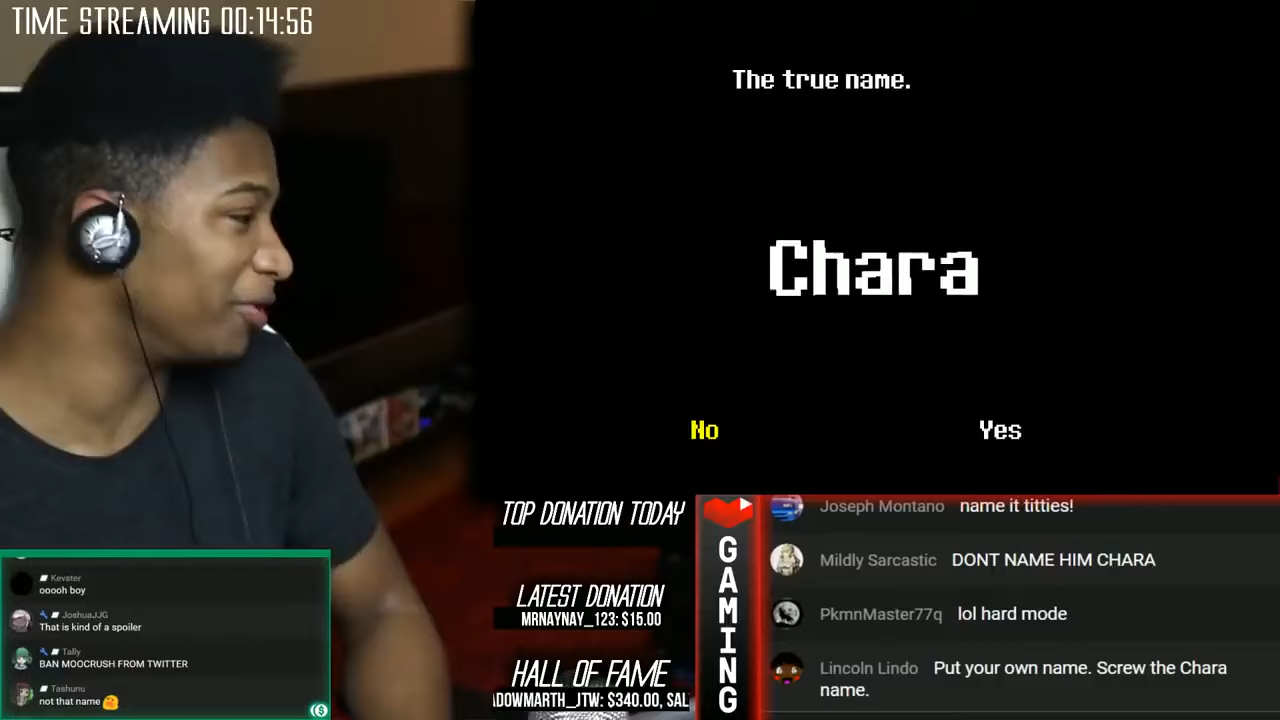 TIME STREAMING 00:14:56
The true name.
Chara
No
Yes
TOP DONATION TODAY
LATEST DONATION
MRNAYNAY_123: $15.00
HALL OF FAME
DOWMARTH_JTW: $340.00, SAL
GAMING
Joseph Montano name it titties!
Mildly Sarcastic DONT NAME HIM CHARA
PkmnMaster77q lol hard mode
Lincoln Lindo Put your own name. Screw the Chara
name.
Kevster
ooooh boy
JoshuaJJG
That is kind of a spoiler
Tally
BAN MOOCRUSH FROM TWITTER
Tashunu
not that name